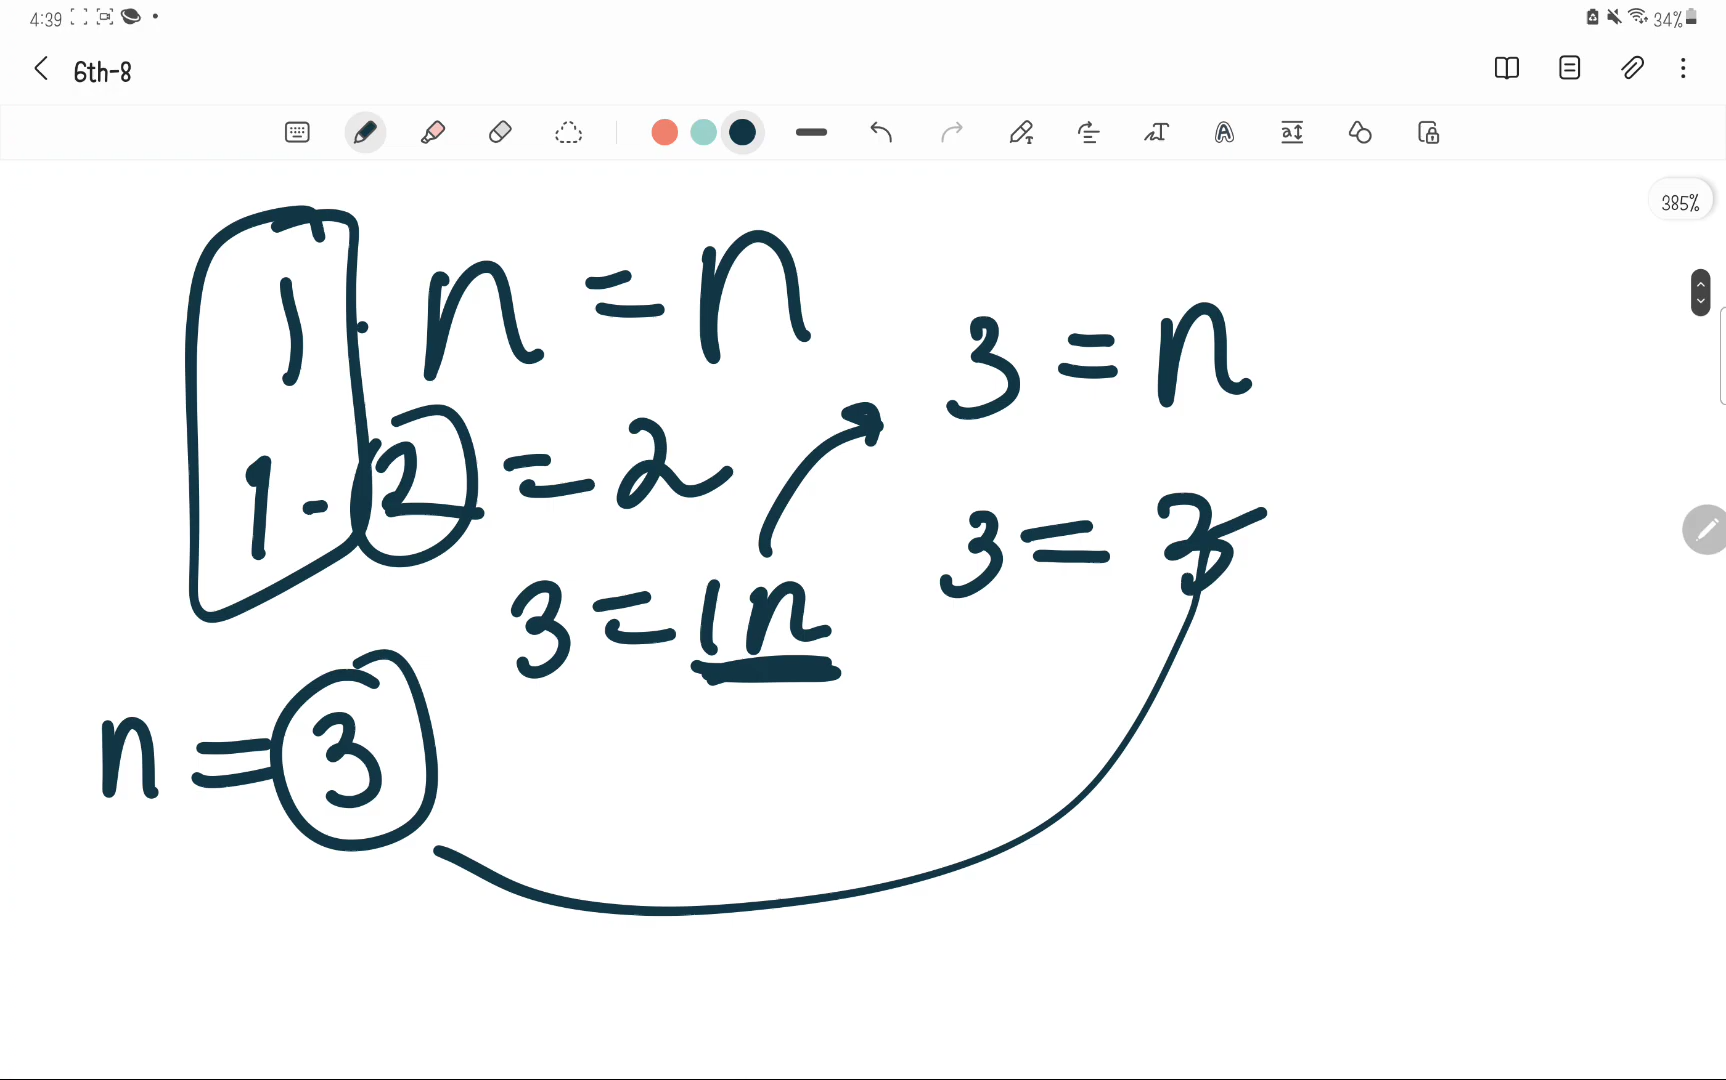 4:39 34%
6th-8
385%
1 · n = n
3 = n
1 - 2 = 2
3 = 3
3 = 1n
n = 3